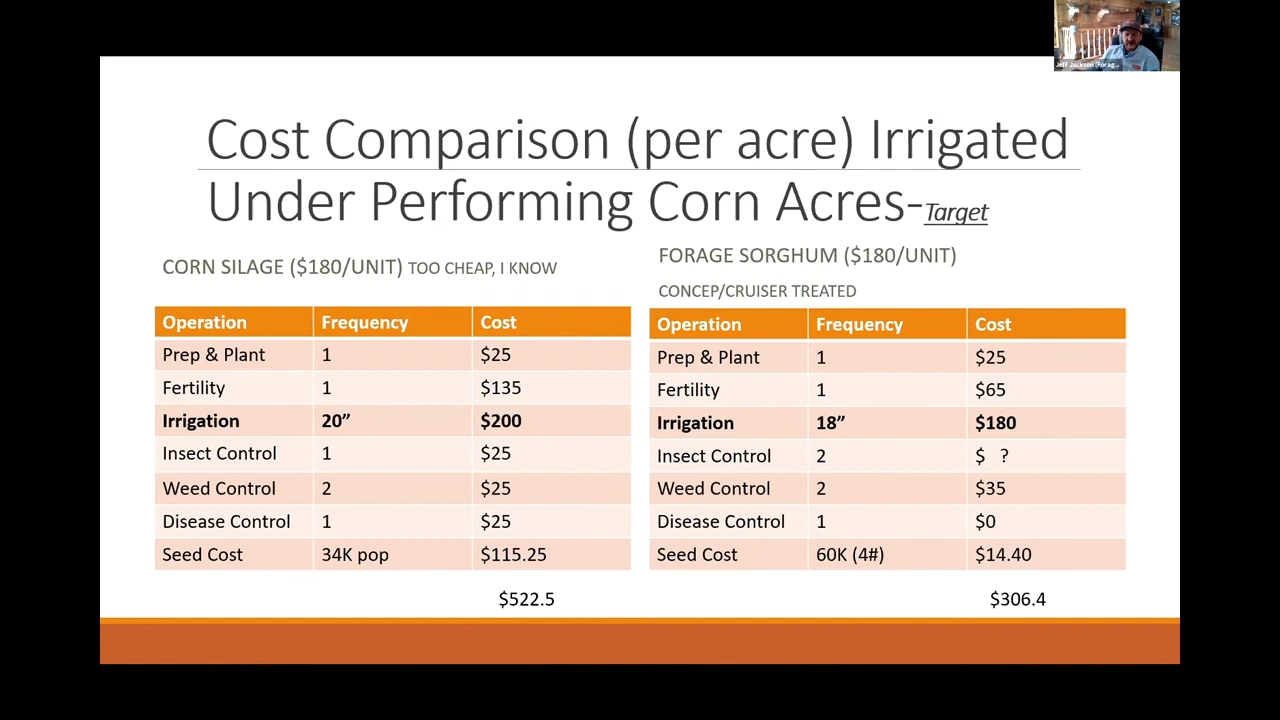 Jeff Jackson (Forag...
Cost Comparison (per acre) Irrigated
Under Performing Corn Acres-Target
CORN SILAGE ($180/UNIT) TOO CHEAP, I KNOW
Operation Frequency Cost
Prep & Plant 1 $25
Fertility 1 $135
Irrigation 20” $200
Insect Control 1 $25
Weed Control 2 $25
Disease Control 1 $25
Seed Cost 34K pop $115.25
$522.5
FORAGE SORGHUM ($180/UNIT)
CONCEP/CRUISER TREATED
Operation Frequency Cost
Prep & Plant 1 $25
Fertility 1 $65
Irrigation 18” $180
Insect Control 2 $ ?
Weed Control 2 $35
Disease Control 1 $0
Seed Cost 60K (4#) $14.40
$306.4